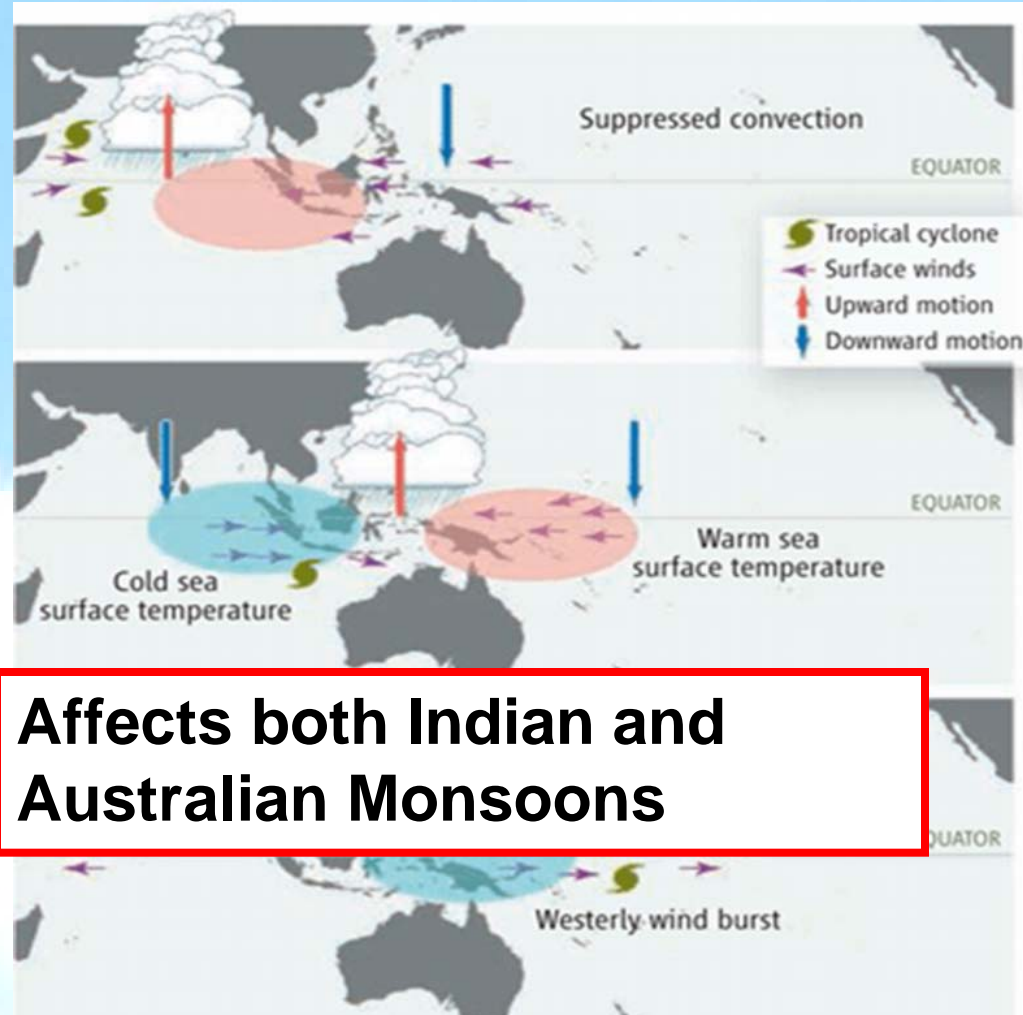 Suppressed convection
EQUATOR
Tropical cyclone
Surface winds
Upward motion
Downward motion
EQUATOR
Warm sea
surface temperature
Cold sea
surface temperature
Affects both Indian and
Australian Monsoons
QUATOR
Westerly wind burst